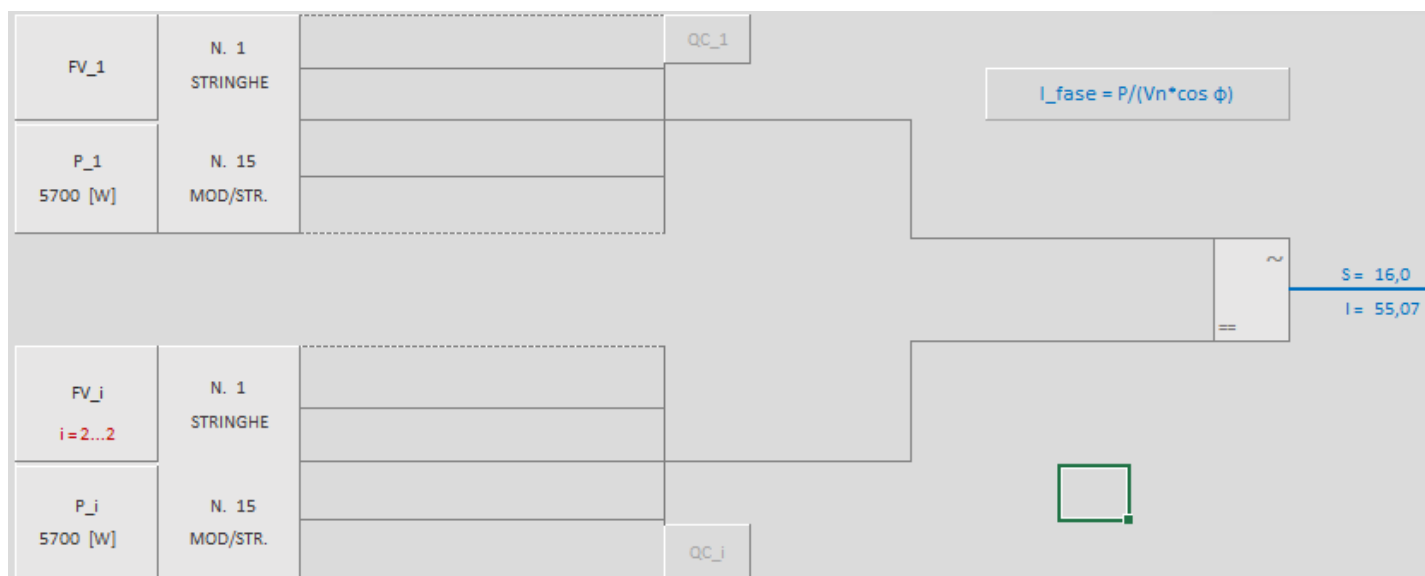 FV_1
N. 1
STRINGHE
QC_1
I_fase = P/(Vn*cos ϕ)
P_1
5700 [W]
N. 15
MOD/STR.
~
==
S = 16,0
I = 55,07
FV_i
i = 2...2
N. 1
STRINGHE
P_i
5700 [W]
N. 15
MOD/STR.
QC_i